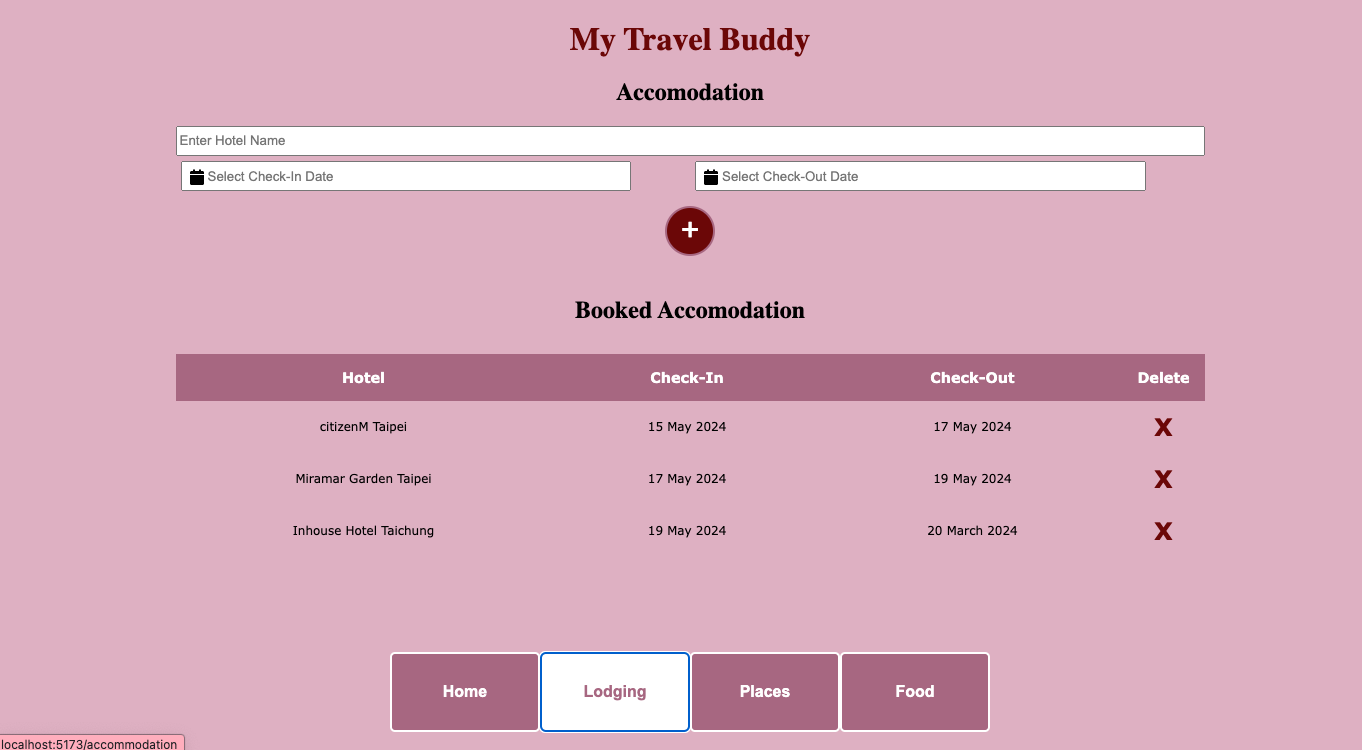 My Travel Buddy
Accomodation
Enter Hotel Name
Select Check-In Date Select Check-Out Date
+
Booked Accomodation
Hotel Check-In Check-Out Delete
citizenM Taipei 15 May 2024 17 May 2024 X
Miramar Garden Taipei 17 May 2024 19 May 2024 X
Inhouse Hotel Taichung 19 May 2024 20 March 2024 X
Home Lodging Places Food
localhost:5173/accommodation